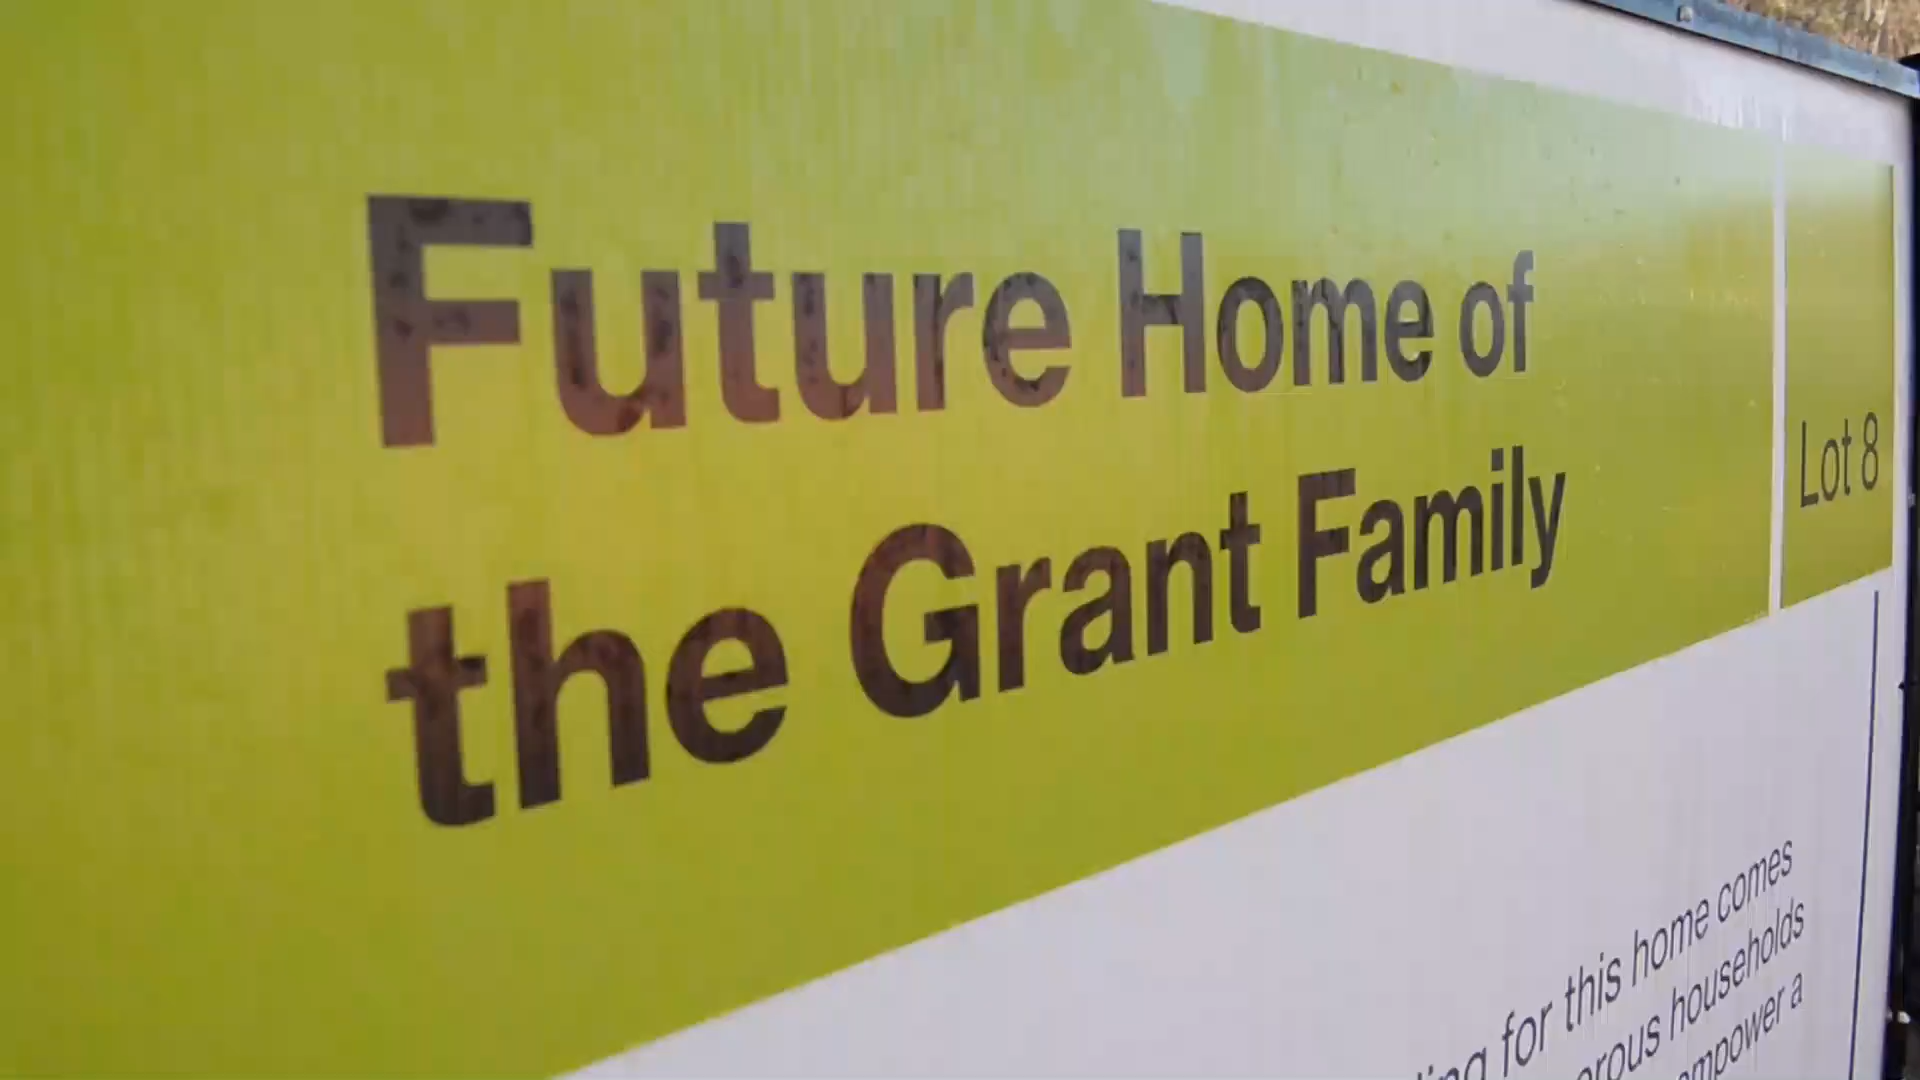 Future Home of
the Grant Family
Lot 8
for this home comes
households
empower a